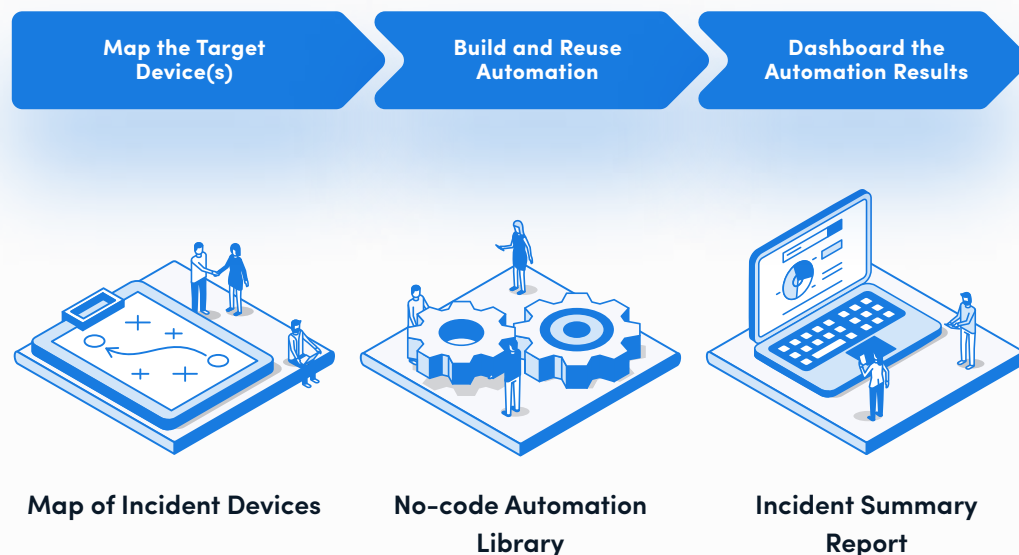 Map the Target
Device(s)
Build and Reuse
Automation
Dashboard the
Automation Results
Map of Incident Devices
No-code Automation
Library
Incident Summary
Report